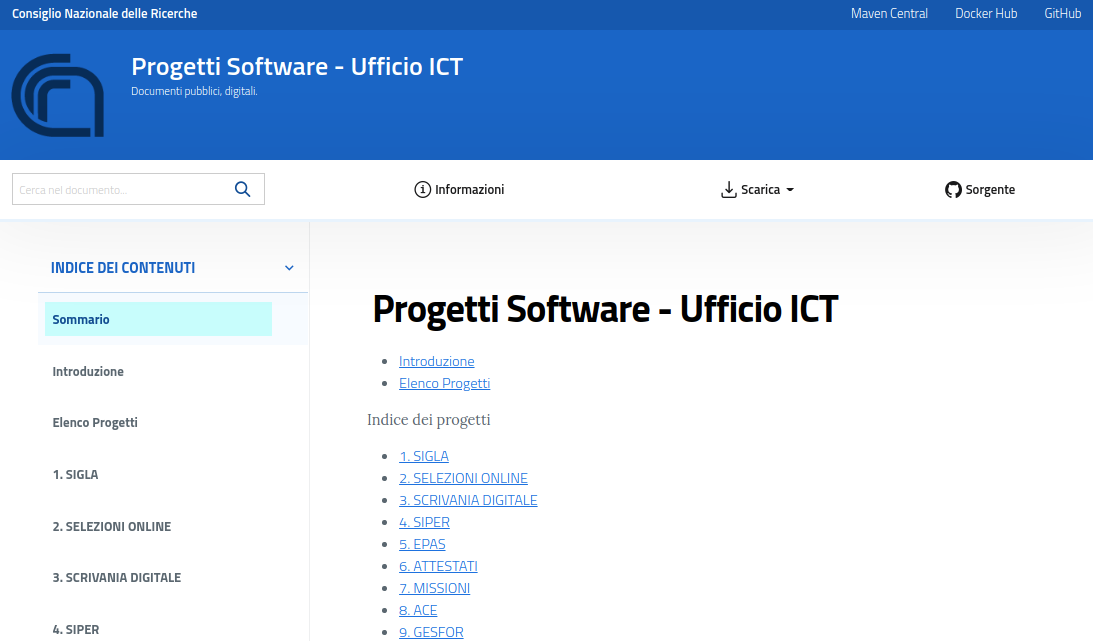 Consiglio Nazionale delle Ricerche
Maven Central
Docker Hub
GitHub
Progetti Software - Ufficio ICT
Documenti pubblici, digitali.
Cerca nel documento...
Informazioni
Scarica
Sorgente
INDICE DEI CONTENUTI
Sommario
Introduzione
Elenco Progetti
1. SIGLA
2. SELEZIONI ONLINE
3. SCRIVANIA DIGITALE
4. SIPER
Progetti Software - Ufficio ICT
Introduzione
Elenco Progetti
Indice dei progetti
1. SIGLA
2. SELEZIONI ONLINE
3. SCRIVANIA DIGITALE
4. SIPER
5. EPAS
6. ATTESTATI
7. MISSIONI
8. ACE
9. GESFOR